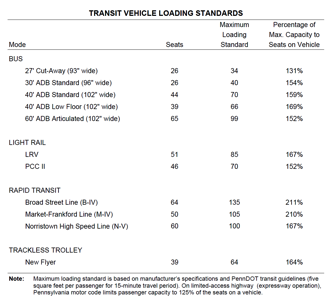 TRANSIT VEHICLE LOADING STANDARDS
Mode Seats Maximum Loading Standard Percentage of Max. Capacity to Seats on Vehicle
BUS
27' Cut-Away (93" wide) 26 34 131%
30' ADB Standard (96" wide) 26 40 154%
40' ADB Standard (102" wide) 44 70 159%
40' ADB Low Floor (102" wide) 39 66 169%
60' ADB Articulated (102" wide) 65 99 152%
LIGHT RAIL
LRV 51 85 167%
PCC II 46 70 152%
RAPID TRANSIT
Broad Street Line (B-IV) 64 135 211%
Market-Frankford Line (M-IV) 50 105 210%
Norristown High Speed Line (N-V) 60 100 167%
TRACKLESS TROLLEY
New Flyer 39 64 164%
Note: Maximum loading standard is based on manufacturer's specifications and PennDOT transit guidelines (five
square feet per passenger for 15-minute travel period). On limited-access highway (expressway operation),
Pennsylvania motor code limits passenger capacity to 125% of the seats on a vehicle.